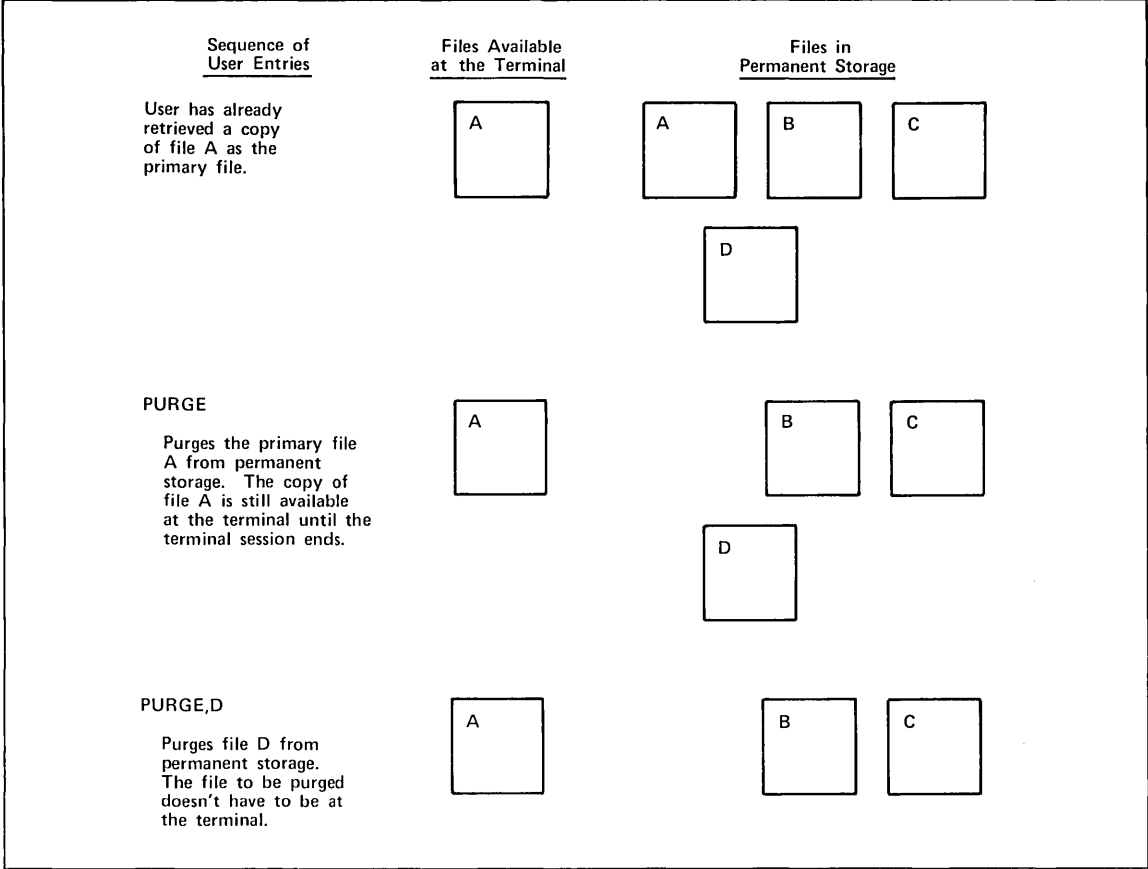 Sequence of
User Entries
Files Available
at the Terminal
Files in
Permanent Storage
User has already
retrieved a copy
of file A as the
primary file.
A
A
B
C
D
PURGE
Purges the primary file
A from permanent
storage. The copy of
file A is still available
at the terminal until the
terminal session ends.
A
B
C
D
PURGE,D
Purges file D from
permanent storage.
The file to be purged
doesn't have to be at
the terminal.
A
B
C